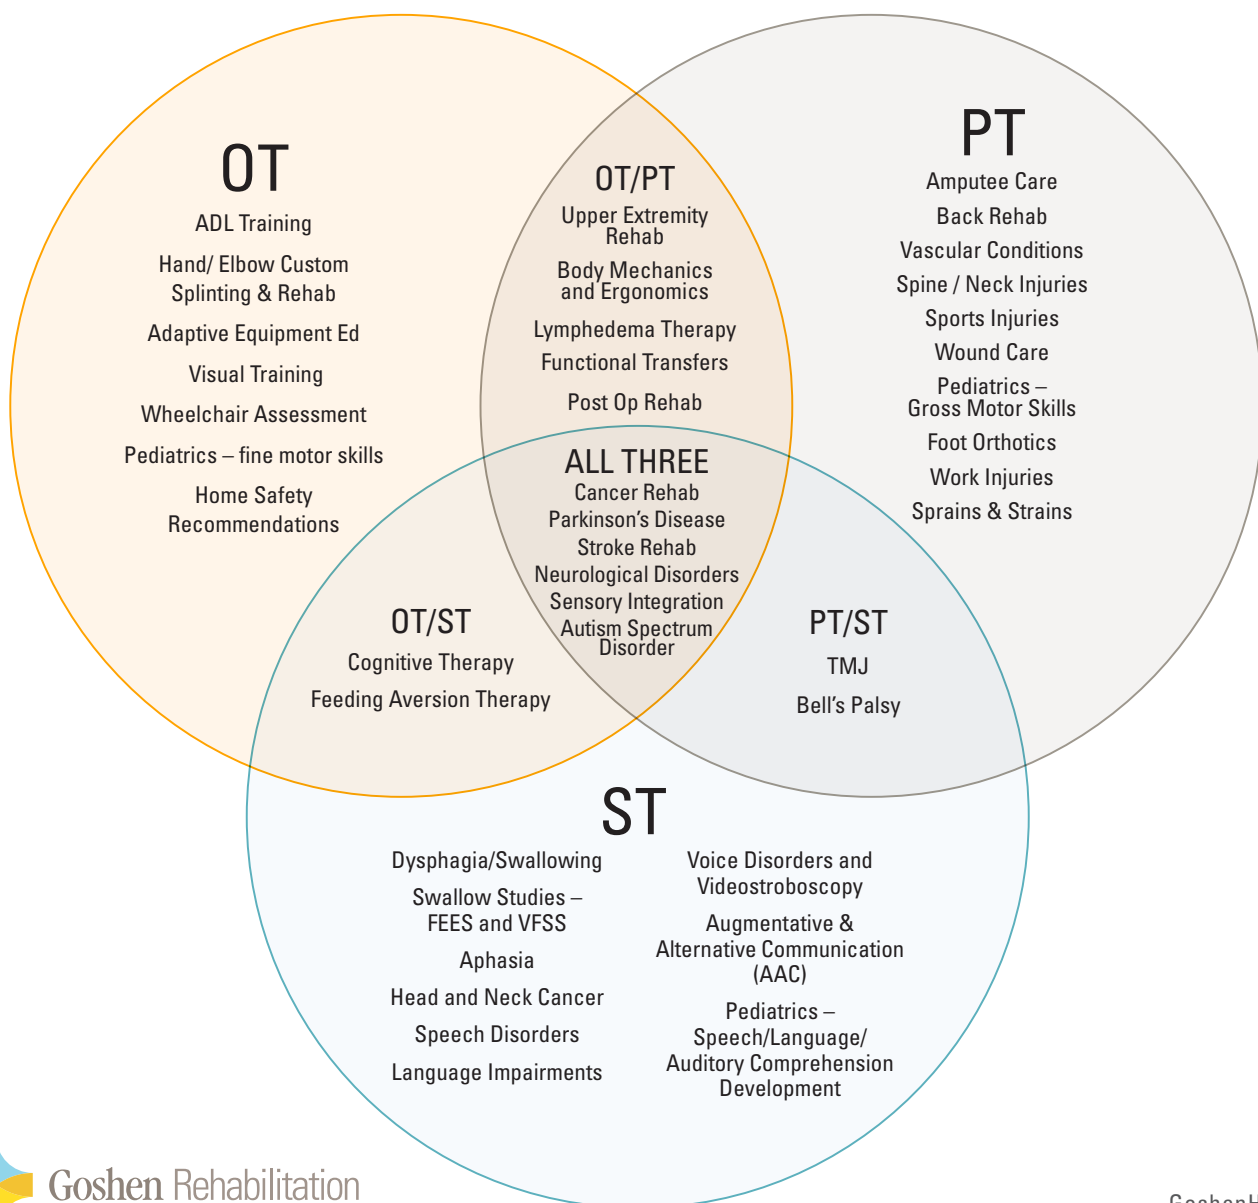 OT
ADL Training
Hand/ Elbow Custom
Splinting & Rehab
Adaptive Equipment Ed
Visual Training
Wheelchair Assessment
Pediatrics – fine motor skills
Home Safety
Recommendations
OT/PT
Upper Extremity
Rehab
Body Mechanics
and Ergonomics
Lymphedema Therapy
Functional Transfers
Post Op Rehab
PT
Amputee Care
Back Rehab
Vascular Conditions
Spine / Neck Injuries
Sports Injuries
Wound Care
Pediatrics –
Gross Motor Skills
Foot Orthotics
Work Injuries
Sprains & Strains
ALL THREE
Cancer Rehab
Parkinson’s Disease
Stroke Rehab
Neurological Disorders
Sensory Integration
Autism Spectrum
Disorder
OT/ST
Cognitive Therapy
Feeding Aversion Therapy
PT/ST
TMJ
Bell’s Palsy
ST
Dysphagia/Swallowing
Swallow Studies –
FEES and VFSS
Aphasia
Head and Neck Cancer
Speech Disorders
Language Impairments
Voice Disorders and
Videostroboscopy
Augmentative &
Alternative Communication
(AAC)
Pediatrics –
Speech/Language/
Auditory Comprehension
Development
Goshen Rehabilitation